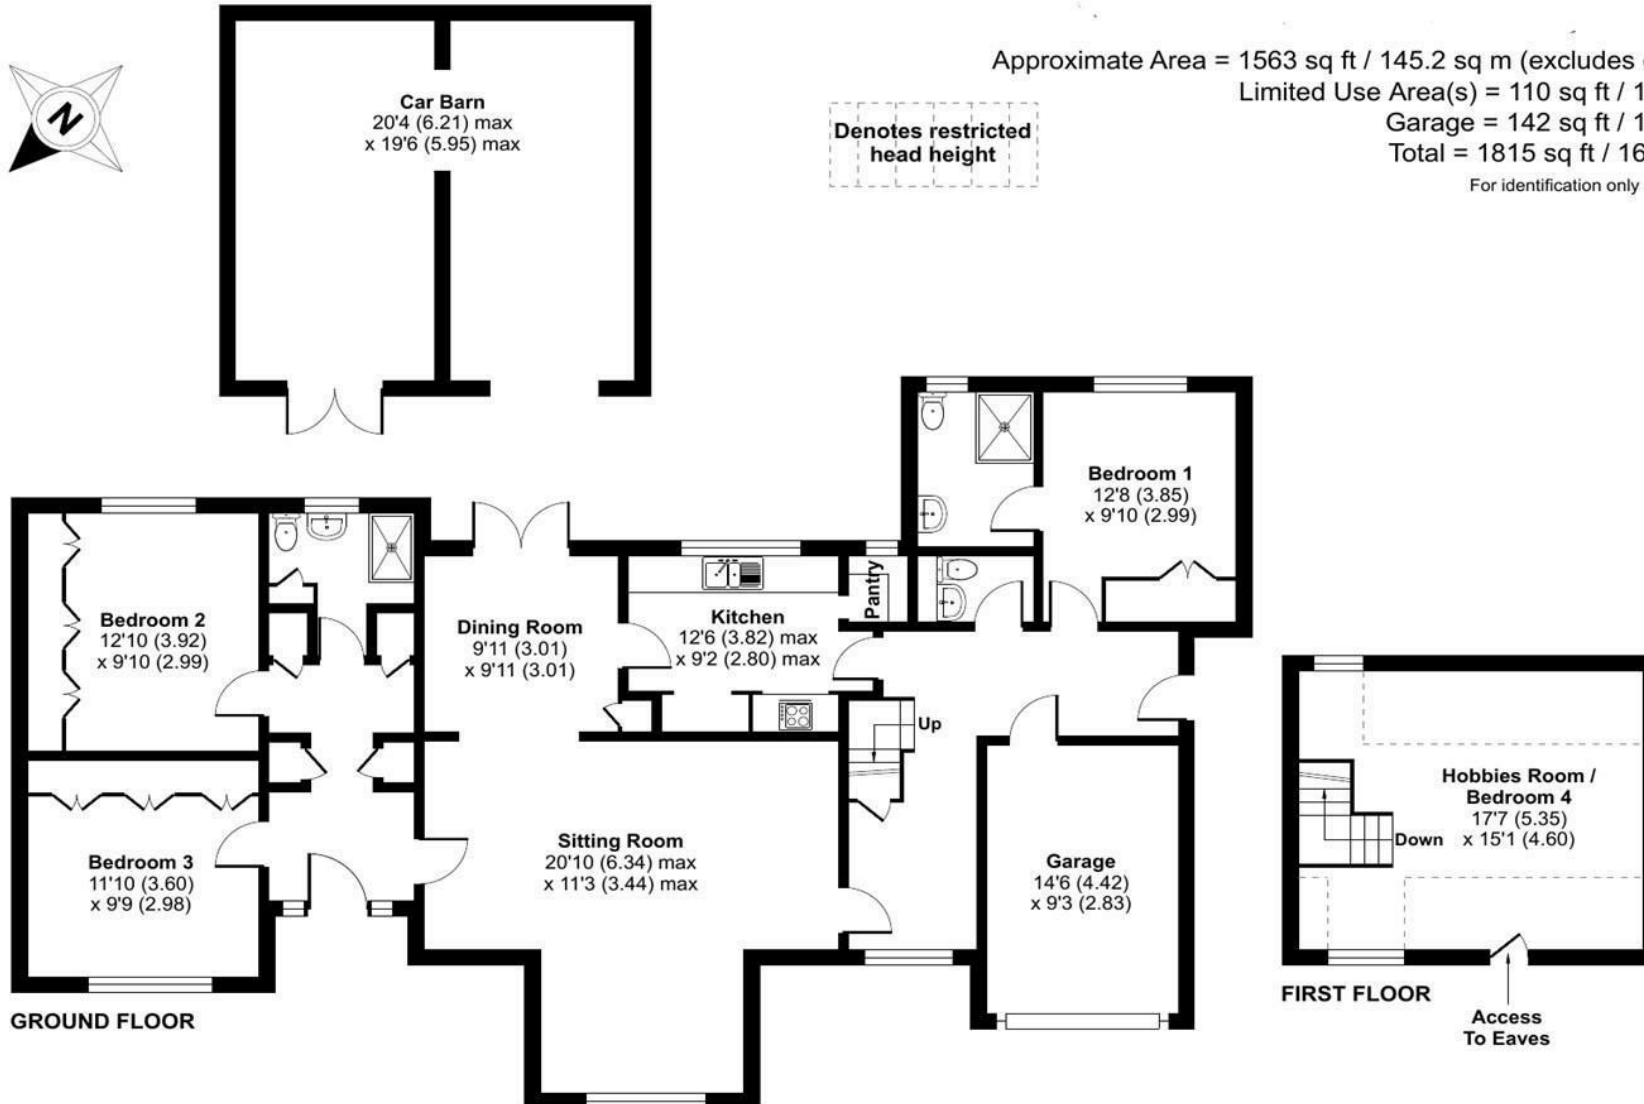 Approximate Area = 1563 sq ft / 145.2 sq m (excludes
Limited Use Area(s) = 110 sq ft / 1
Garage = 142 sq ft / 1
Total = 1815 sq ft / 16
For identification only
N
Denotes restricted
head height
Car Barn
20'4 (6.21) max
x 19'6 (5.95) max
Bedroom 1
12'8 (3.85)
x 9'10 (2.99)
Bedroom 2
12'10 (3.92)
x 9'10 (2.99)
Dining Room
9'11 (3.01)
x 9'11 (3.01)
Kitchen
12'6 (3.82) max
x 9'2 (2.80) max
Pantry
Up
Bedroom 3
11'10 (3.60)
x 9'9 (2.98)
Sitting Room
20'10 (6.34) max
x 11'3 (3.44) max
Garage
14'6 (4.42)
x 9'3 (2.83)
Hobbies Room /
Bedroom 4
17'7 (5.35)
x 15'1 (4.60)
Down
GROUND FLOOR
FIRST FLOOR
Access
To Eaves